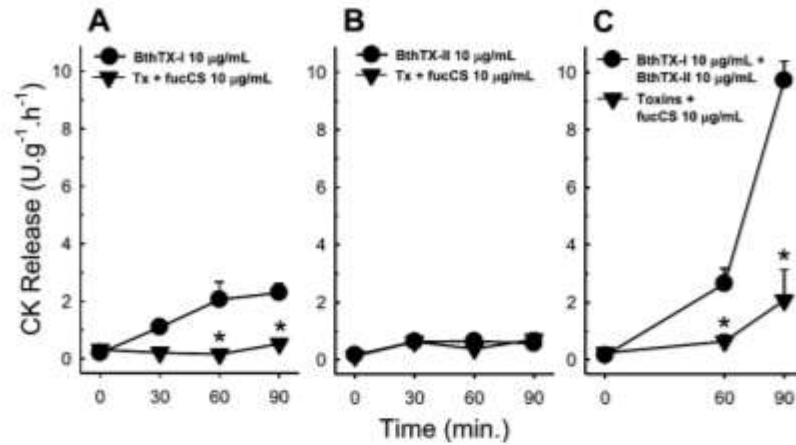 A
B
C
BthTX-I 10 µg/mL
Tx + fucCS 10 µg/mL
BthTX-II 10 µg/mL
Tx + fucCS 10 µg/mL
BthTX-I 10 µg/mL +
BthTX-II 10 µg/mL
Toxins +
fucCS 10 µg/mL
CK Release (U.g⁻¹.h⁻¹)
10
8
6
4
2
0
10
8
6
4
2
0
10
8
6
4
2
0
* *
* *
0 30 60 90
0 30 60 90
0 60 90
Time (min.)